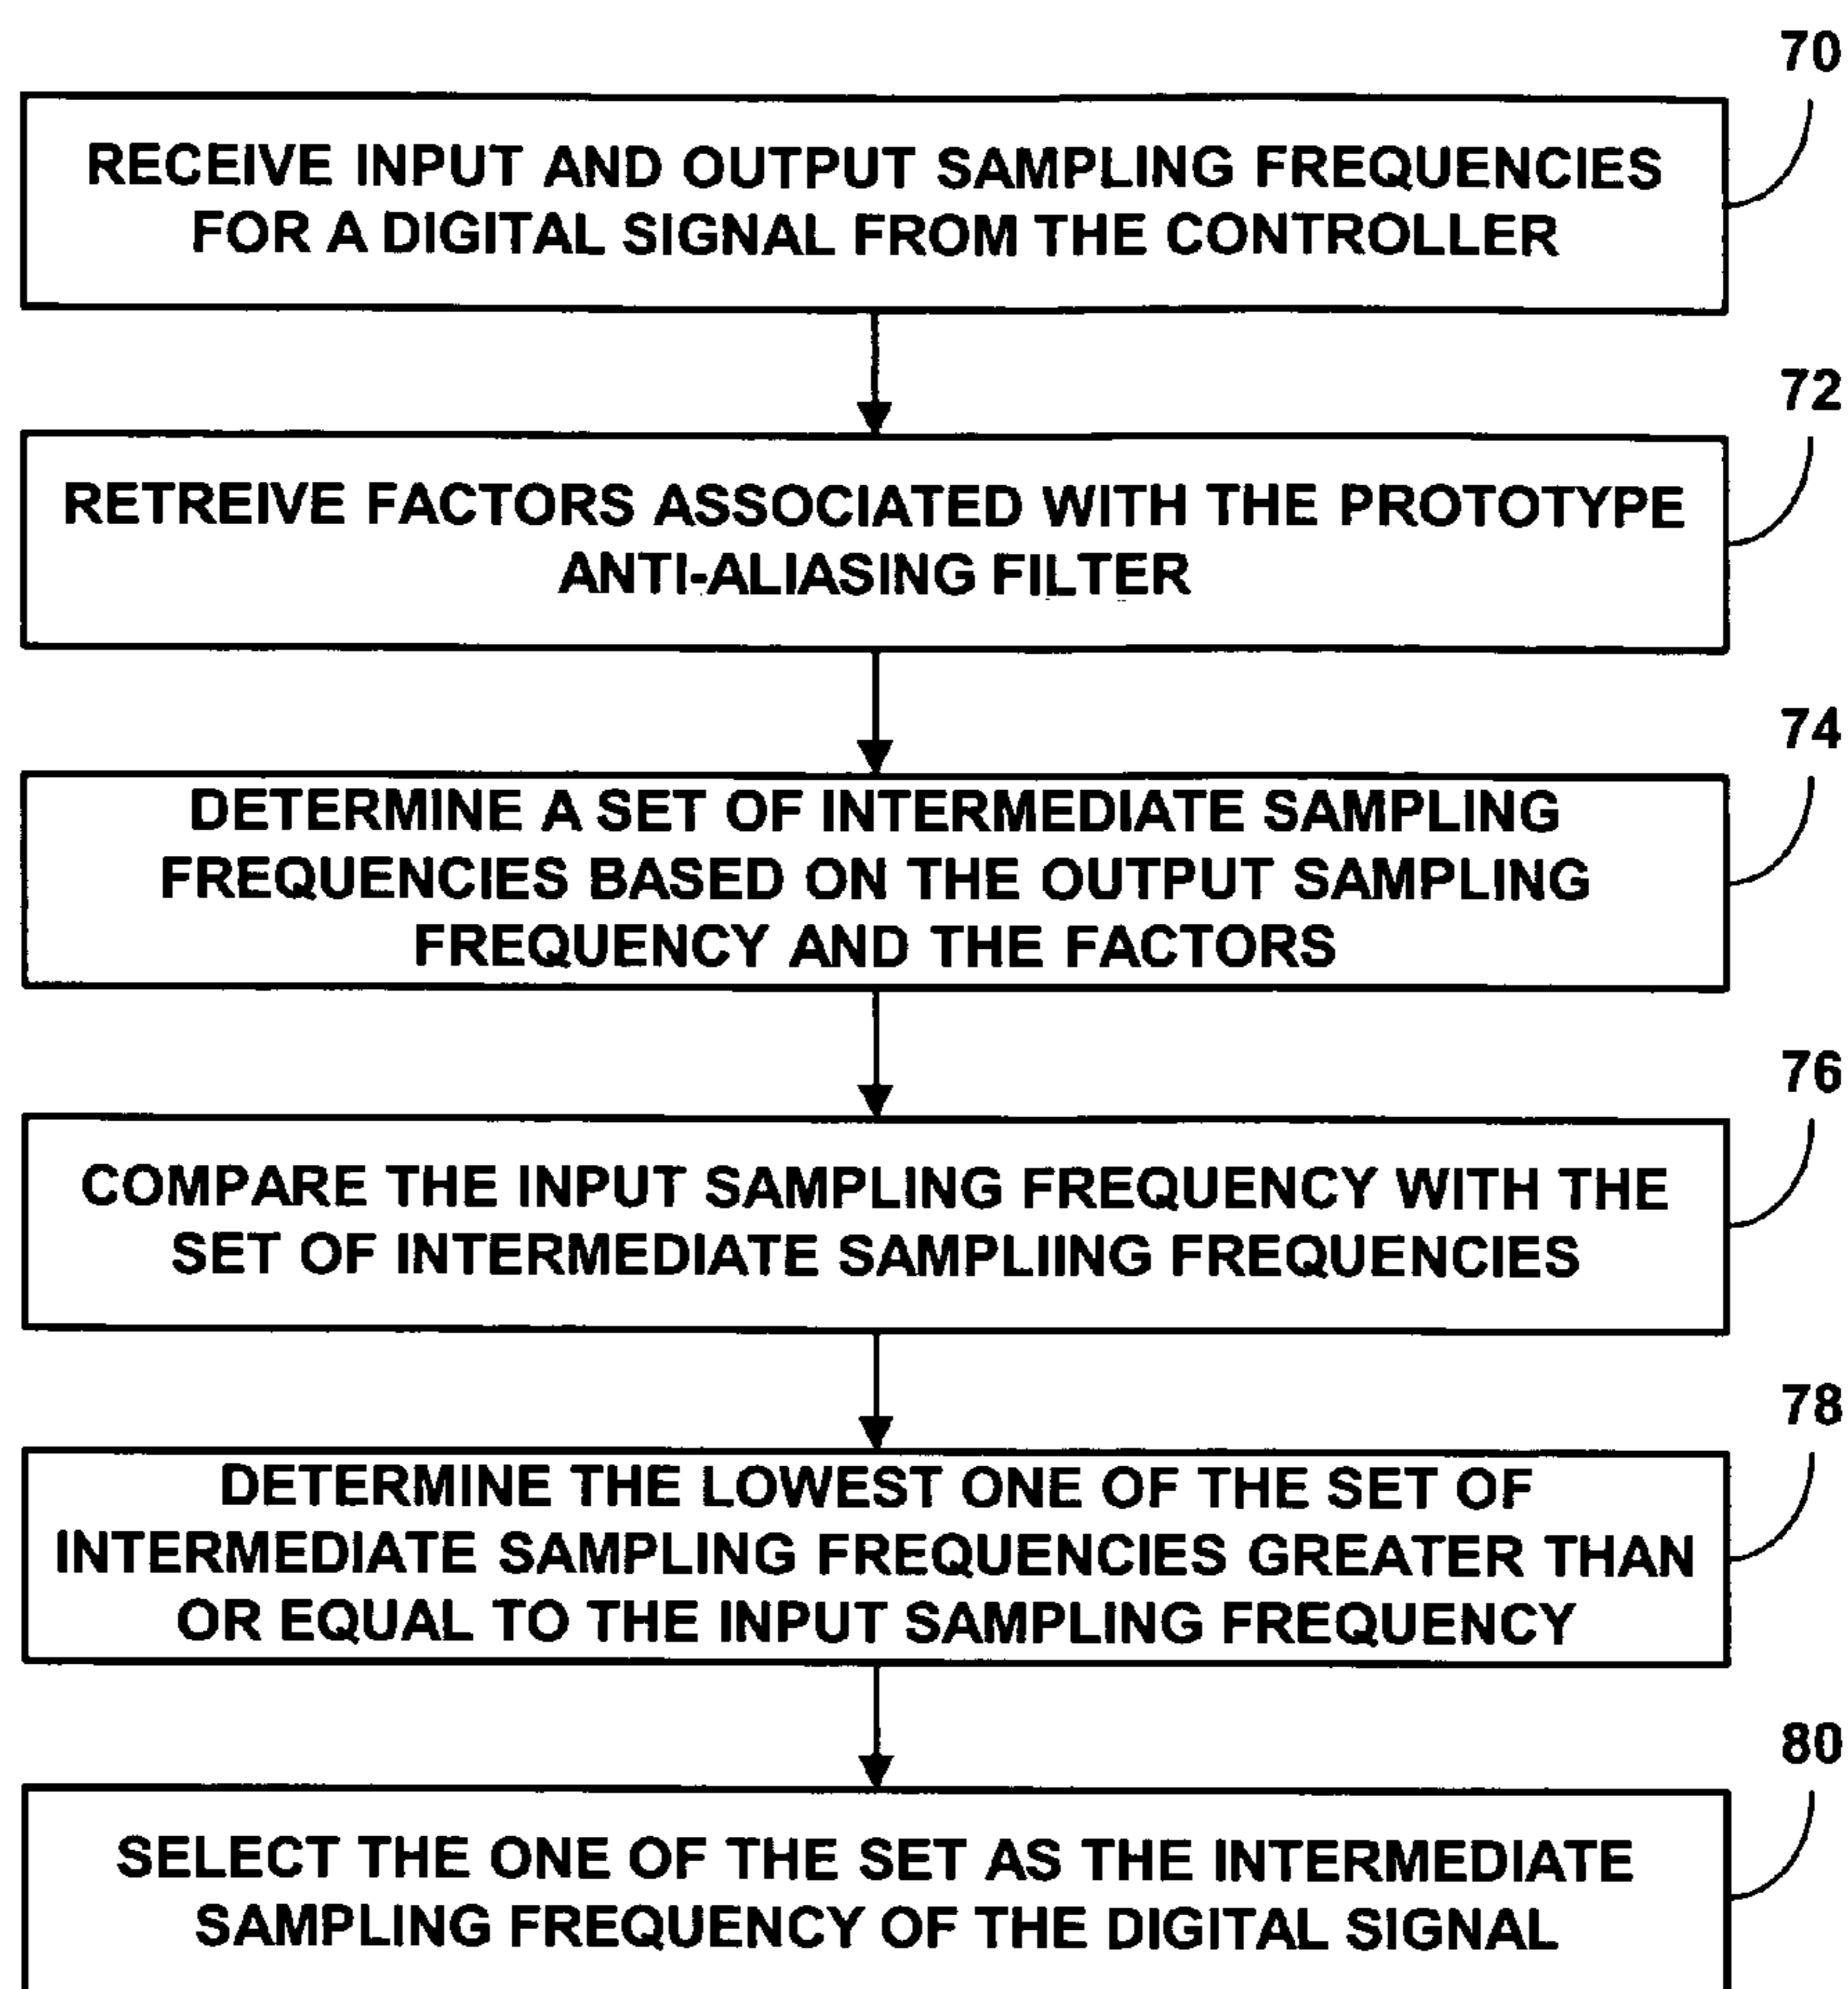 70
RECEIVE INPUT AND OUTPUT SAMPLING FREQUENCIES
FOR A DIGITAL SIGNAL FROM THE CONTROLLER
72
RETREIVE FACTORS ASSOCIATED WITH THE PROTOTYPE
ANTI-ALIASING FILTER
74
DETERMINE A SET OF INTERMEDIATE SAMPLING
FREQUENCIES BASED ON THE OUTPUT SAMPLING
FREQUENCY AND THE FACTORS
76
COMPARE THE INPUT SAMPLING FREQUENCY WITH THE
SET OF INTERMEDIATE SAMPLIING FREQUENCIES
78
DETERMINE THE LOWEST ONE OF THE SET OF
INTERMEDIATE SAMPLING FREQUENCIES GREATER THAN
OR EQUAL TO THE INPUT SAMPLING FREQUENCY
80
SELECT THE ONE OF THE SET AS THE INTERMEDIATE
SAMPLING FREQUENCY OF THE DIGITAL SIGNAL